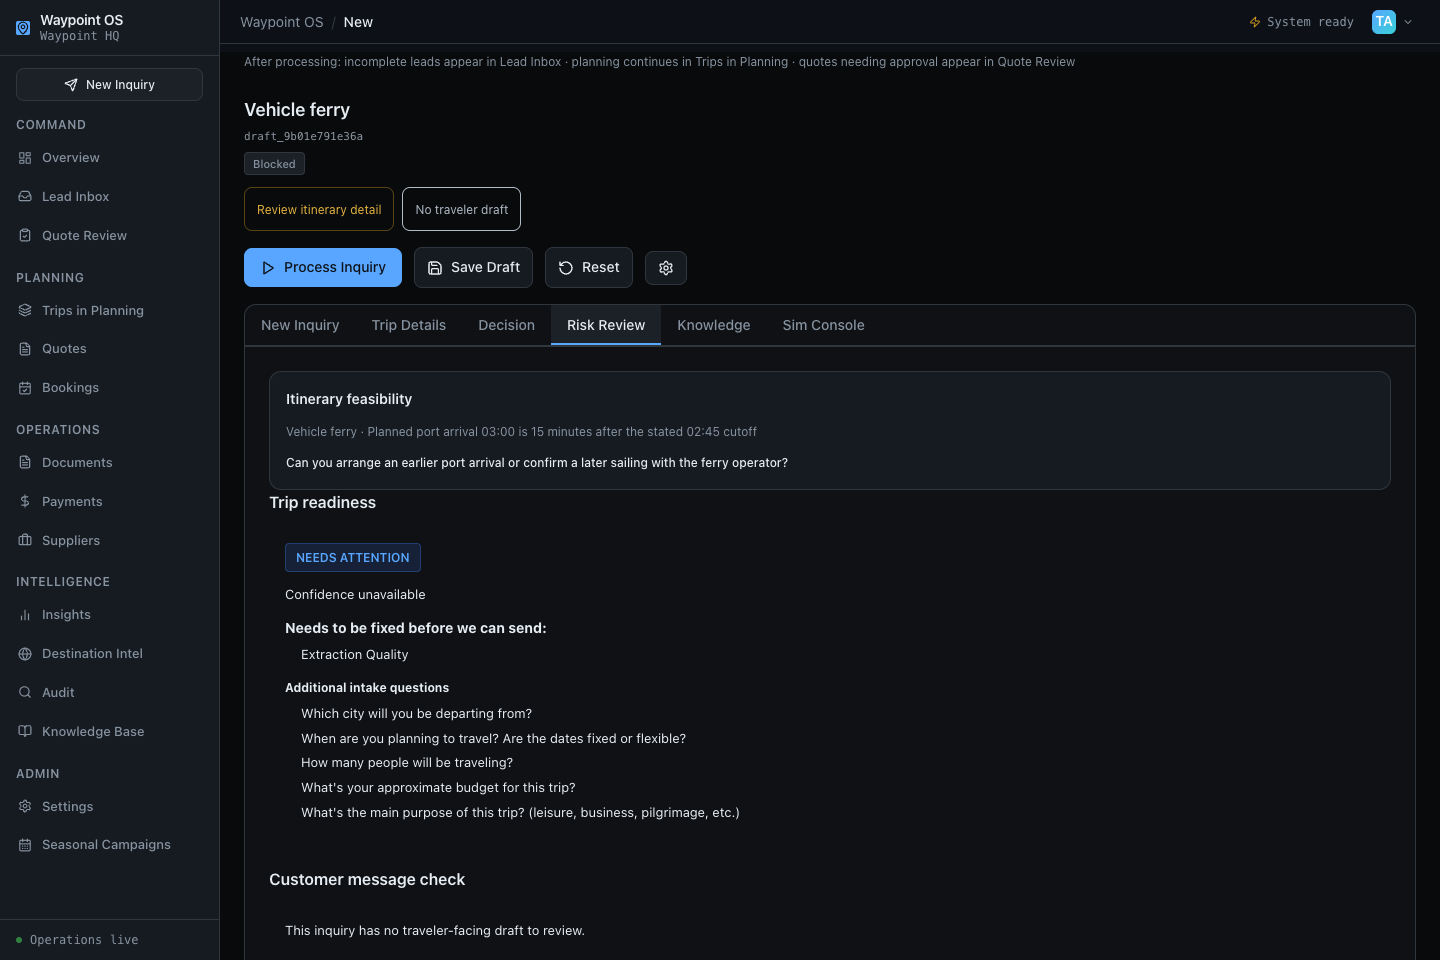 Waypoint OS
Waypoint HQ
New Inquiry
COMMAND
Overview
Lead Inbox
Quote Review
PLANNING
Trips in Planning
Quotes
Bookings
OPERATIONS
Documents
Payments
Suppliers
INTELLIGENCE
Insights
Destination Intel
Audit
Knowledge Base
ADMIN
Settings
Seasonal Campaigns
Operations live
Waypoint OS / New
System ready
TA
After processing: incomplete leads appear in Lead Inbox · planning continues in Trips in Planning · quotes needing approval appear in Quote Review
Vehicle ferry
draft_9b01e791e36a
Blocked
Review itinerary detail
No traveler draft
Process Inquiry
Save Draft
Reset
New Inquiry
Trip Details
Decision
Risk Review
Knowledge
Sim Console
Itinerary feasibility
Vehicle ferry · Planned port arrival 03:00 is 15 minutes after the stated 02:45 cutoff
Can you arrange an earlier port arrival or confirm a later sailing with the ferry operator?
Trip readiness
NEEDS ATTENTION
Confidence unavailable
Needs to be fixed before we can send:
Extraction Quality
Additional intake questions
Which city will you be departing from?
When are you planning to travel? Are the dates fixed or flexible?
How many people will be traveling?
What's your approximate budget for this trip?
What's the main purpose of this trip? (leisure, business, pilgrimage, etc.)
Customer message check
This inquiry has no traveler-facing draft to review.